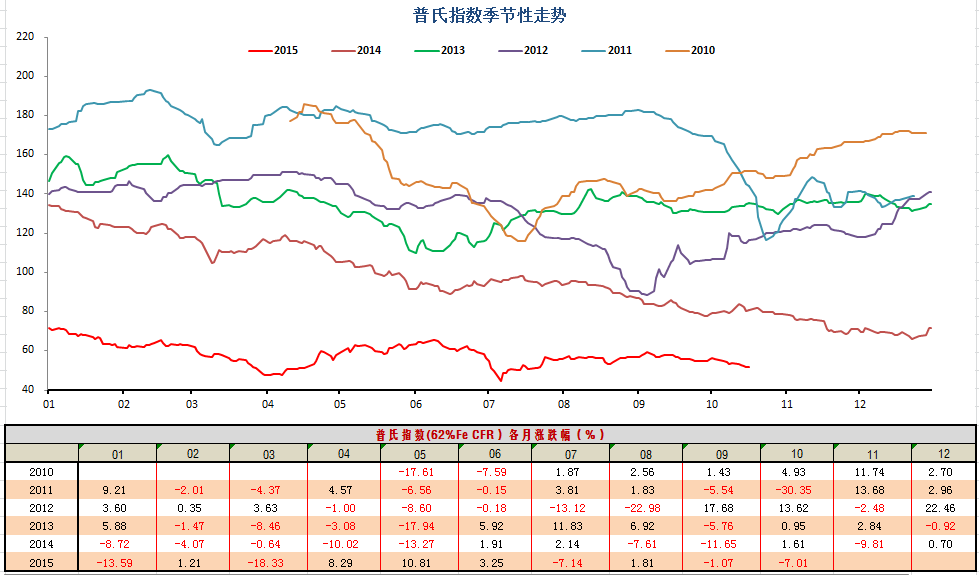 普氏指数季节性走势
2015 2014 2013 2012 2011 2010
220
200
180
160
140
120
100
80
60
40
01 02 03 04 05 06 07 08 09 10 11 12
普氏指数(62%Fe CFR）各月涨跌幅（%）
01 02 03 04 05 06 07 08 09 10 11 12
2010 -17.61 -7.59 1.87 2.56 1.43 4.93 11.74 2.70
2011 9.21 -2.01 -4.37 4.57 -6.56 -0.15 3.81 1.83 -5.54 -30.35 13.68 2.96
2012 3.60 0.35 3.63 -1.00 -8.60 -0.18 -13.12 -22.98 17.68 13.62 -2.48 22.46
2013 5.88 -1.47 -8.46 -3.08 -17.94 5.92 11.83 6.92 -5.76 0.95 2.84 -0.92
2014 -8.72 -4.07 -0.64 -10.02 -13.27 1.91 2.14 -7.61 -11.65 1.61 -9.81 0.70
2015 -13.59 1.21 -18.33 8.29 10.81 3.25 -7.14 1.81 -1.07 -7.01